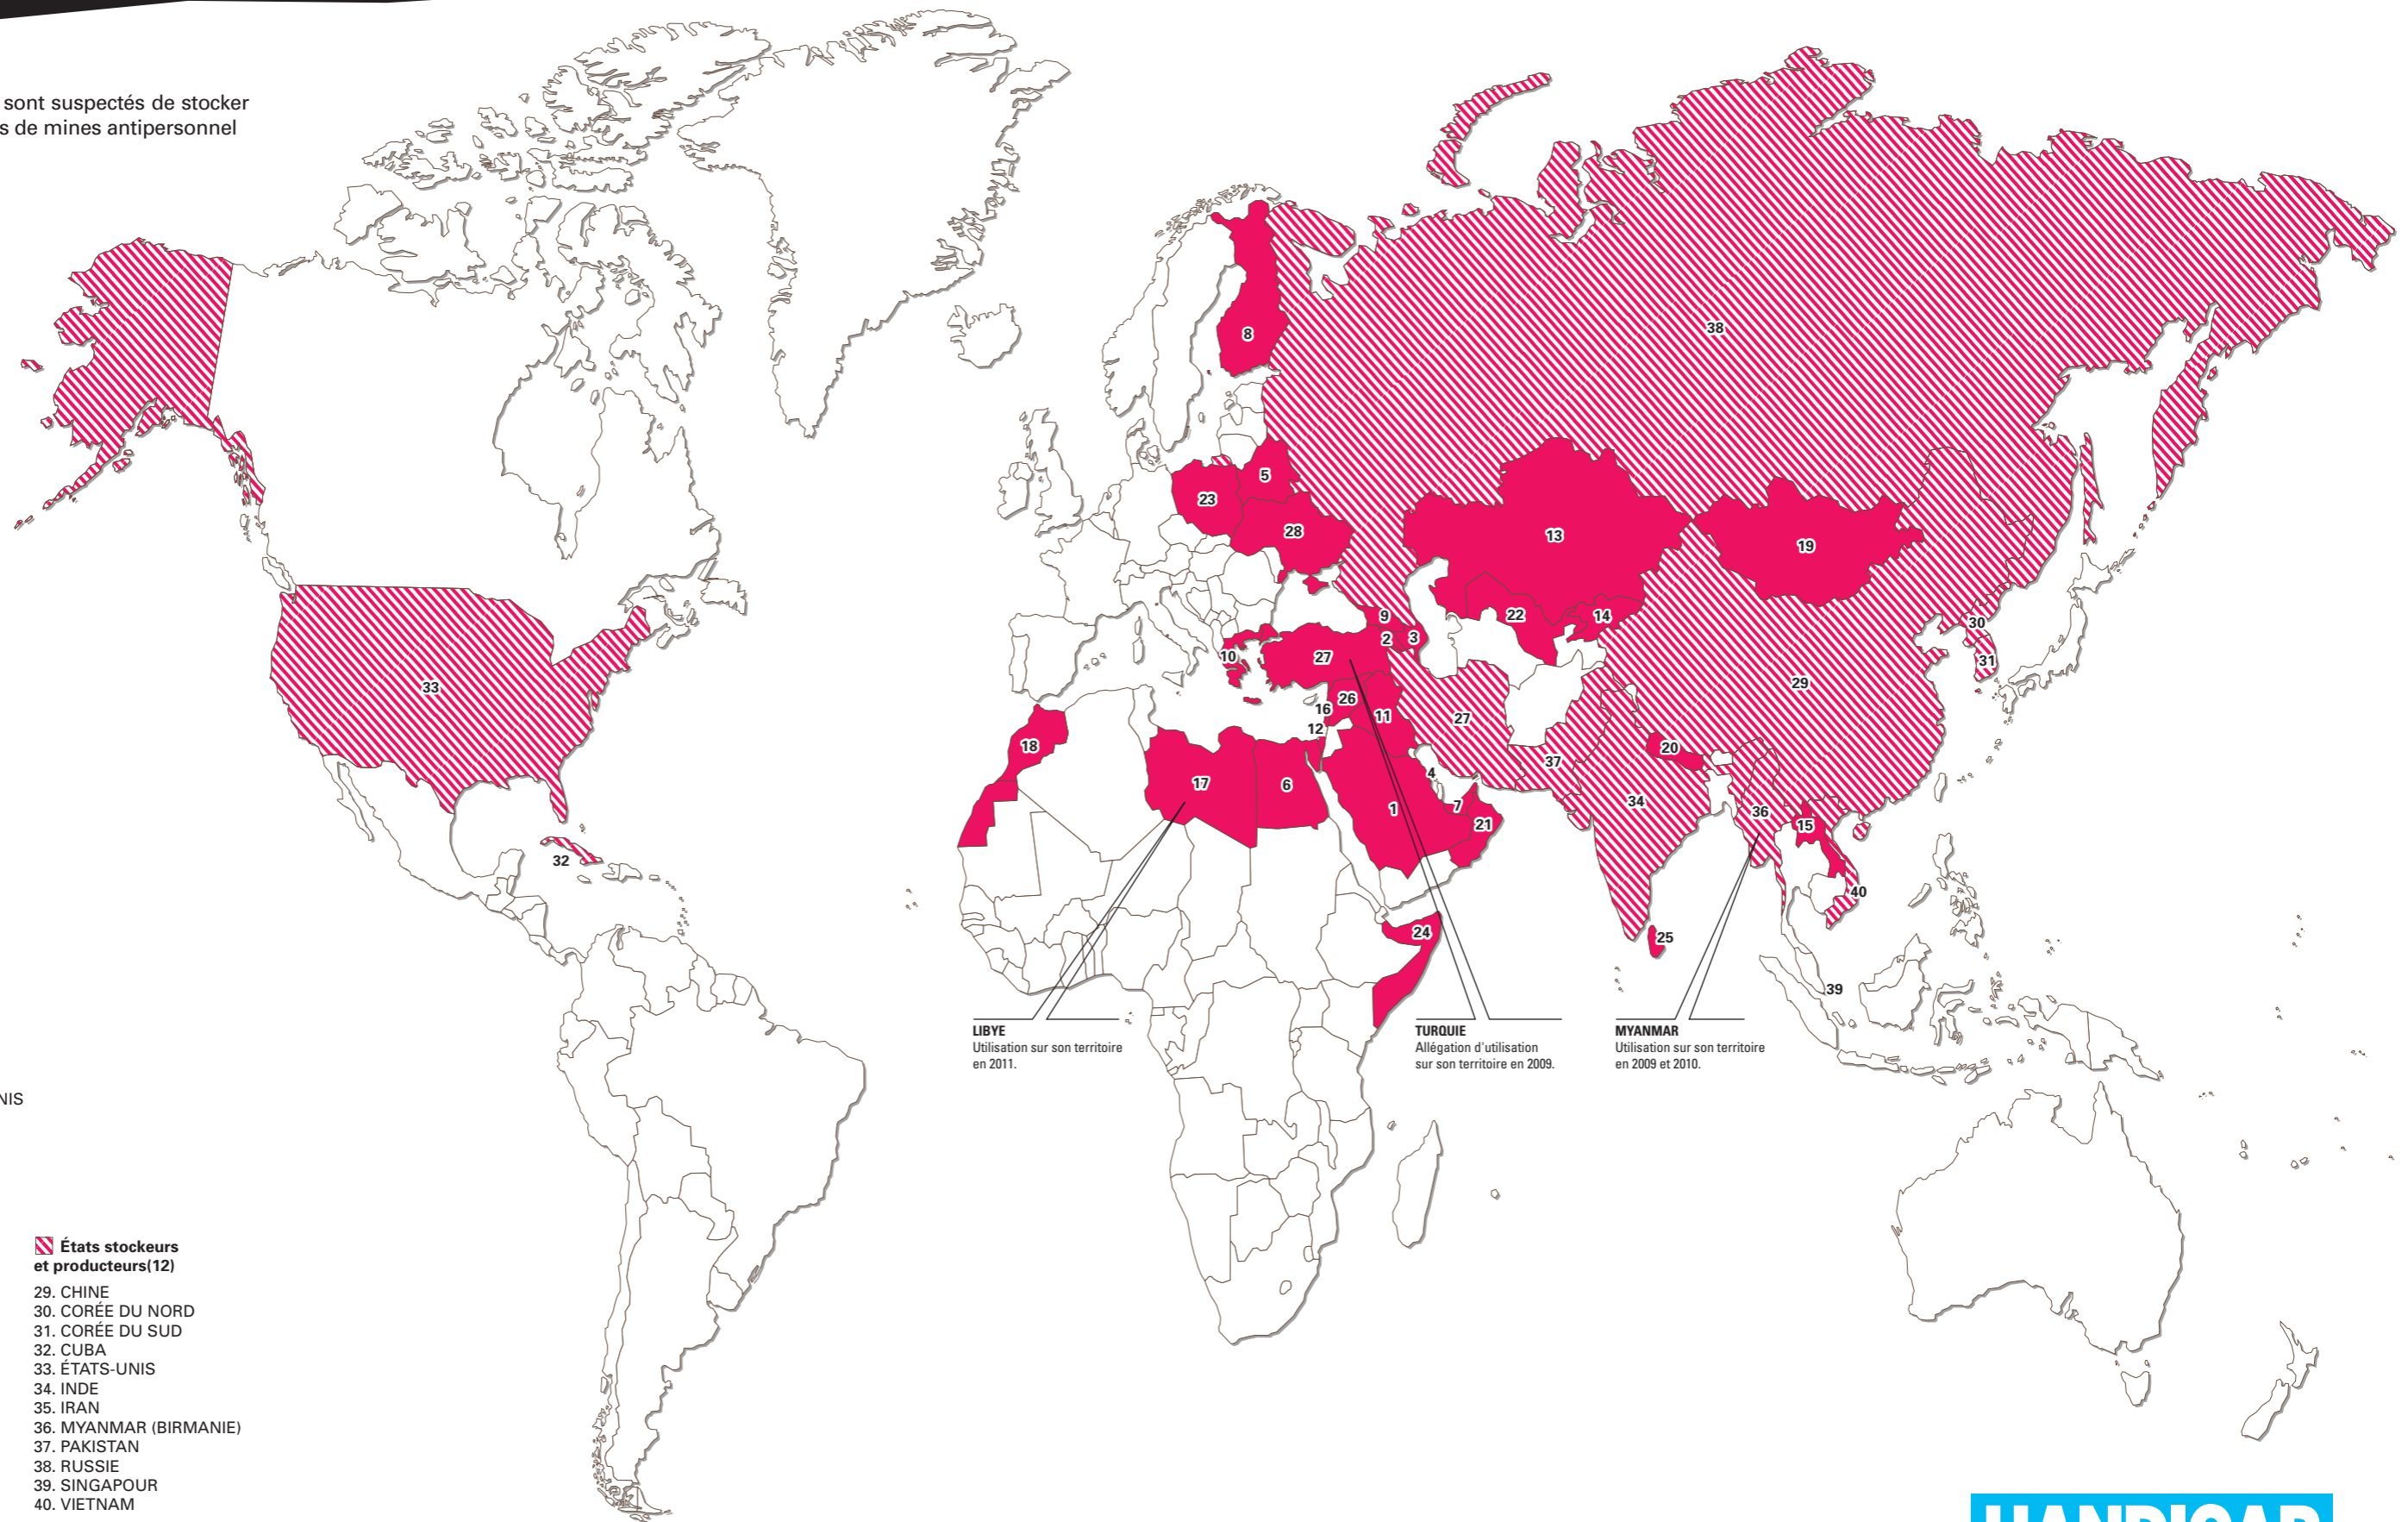 sont suspectés de stocker
s de mines antipersonnel
NIS
États stockeurs
et producteurs(12)
29. CHINE
30. CORÉE DU NORD
31. CORÉE DU SUD
32. CUBA
33. ÉTATS-UNIS
34. INDE
35. IRAN
36. MYANMAR (BIRMANIE)
37. PAKISTAN
38. RUSSIE
39. SINGAPOUR
40. VIETNAM
38
8
5
23
28
13
19
9
22
14
2
3
30
10
27
31
33
29
26
16
11
27
12
18
20
37
4
17
6
1
7
34
36
21
15
32
40
24
25
39
LIBYE
Utilisation sur son territoire
en 2011.
TURQUIE
Allégation d'utilisation
sur son territoire en 2009.
MYANMAR
Utilisation sur son territoire
en 2009 et 2010.
HANDICAP